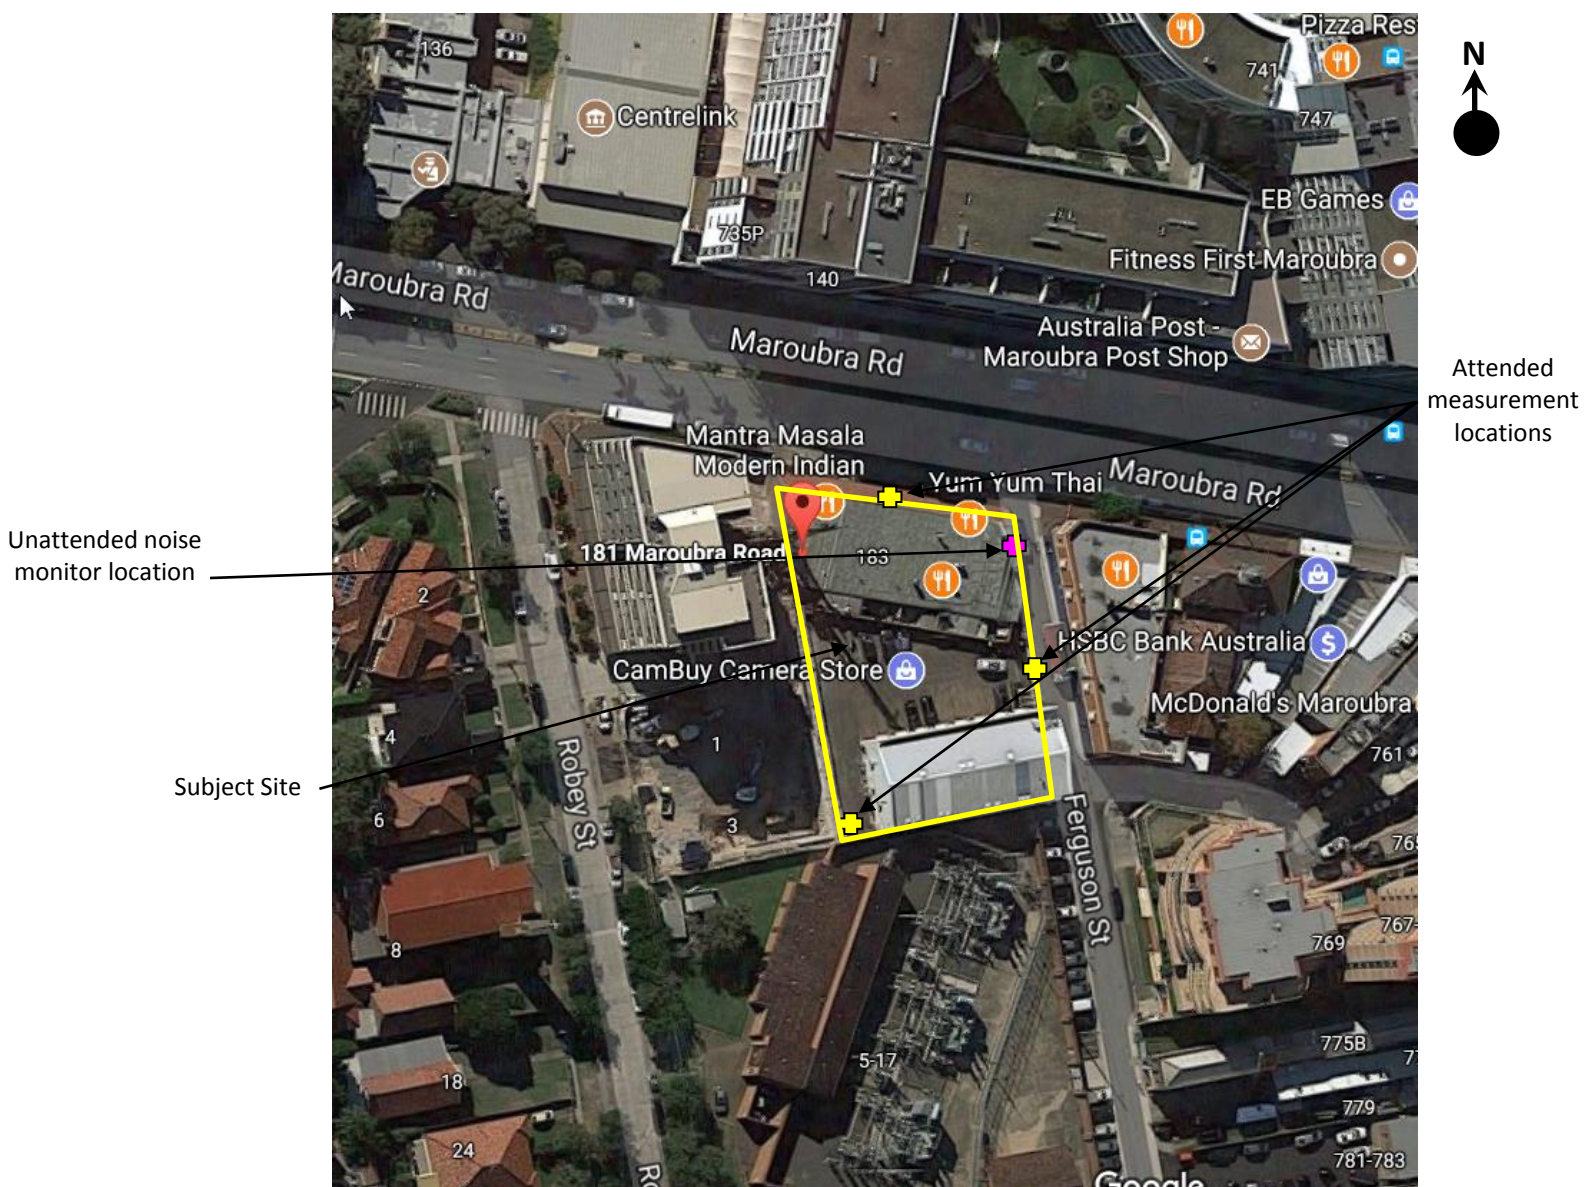 Pizza Res
136
741
N
Centrelink
747
EB Games
735P
Fitness First Maroubra
140
Maroubra Rd
Australia Post -
Maroubra Post Shop
Maroubra Rd
Attended
measurement
locations
Mantra Masala
Modern Indian
Yum Yum Thai
Maroubra Rd
Unattended noise
monitor location
181 Maroubra Road
183
2
HSBC Bank Australia
CamBuy Camera Store
McDonald's Maroubra
4
1
761
Robey St
Subject Site
6
3
Ferguson St
765
8
769
767-
5-17
775B
77
18
779
24
781-783
Ro
Google